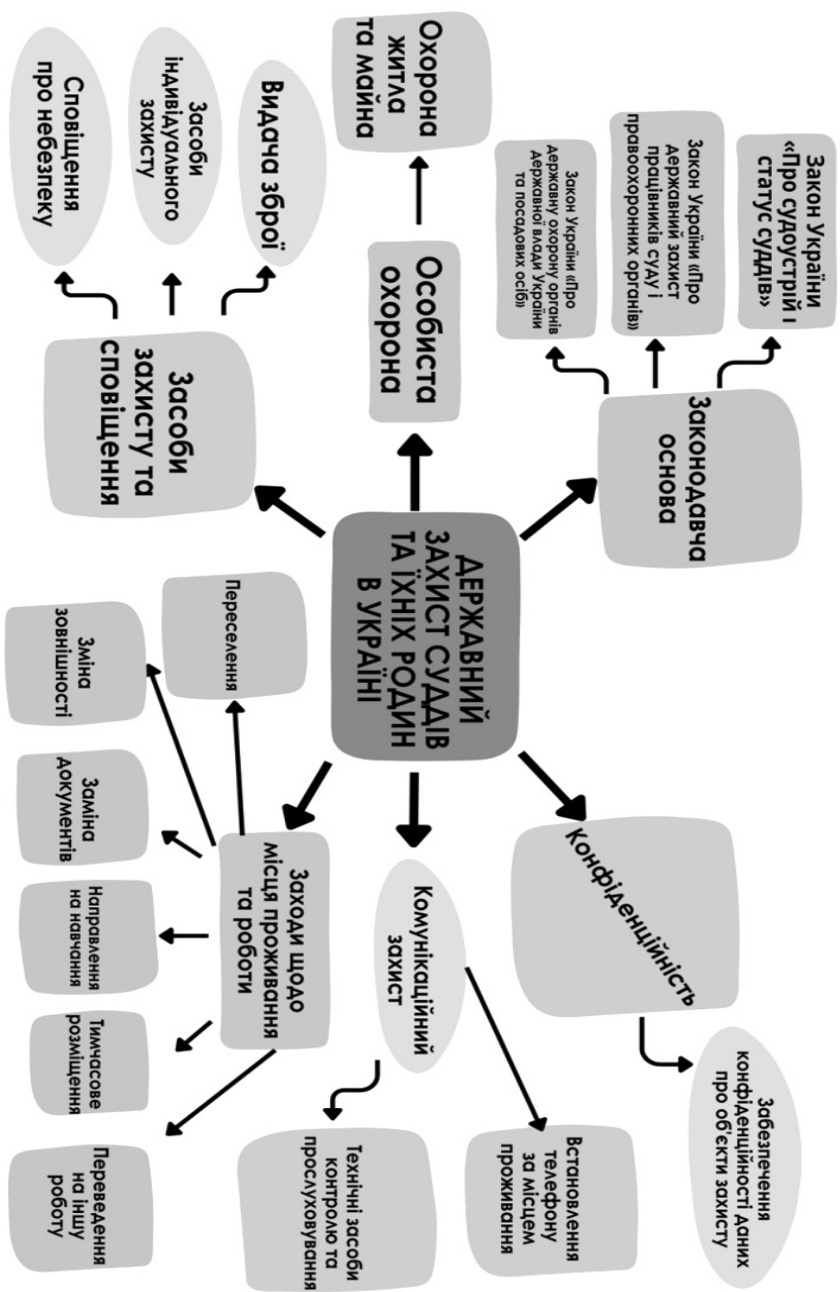 ДЕРЖАВНИЙ
ЗАХИСТ СУДДІВ
ТА ЇХНІХ РОДИН
В УКРАЇНІ
Законодавча
основа
Закон України
«Про судоустрій і
статус суддів»
Закон України «Про
державний захист
працівників суду і
правоохоронних органів»
Закон України «Про
державну охорону органів
державної влади України
та посадових осіб»
Особиста
охорона
Охорона
житла
та майна
Засоби
захисту та
сповіщення
Видача зброї
Засоби
індивідуального
захисту
Сповіщення
про небезпеку
Конфіденційність
Забезпечення
конфіденційності даних
про об'єкти захисту
Комунікаційний
захист
Встановлення
телефону
за місцем
проживання
Технічні засоби
контролю та
прослуховування
Заходи щодо
місця проживання
та роботи
Переселення
Зміна
зовнішності
Заміна
документів
Направлення
на навчання
Тимчасове
розміщення
Переведення
на іншу
роботу